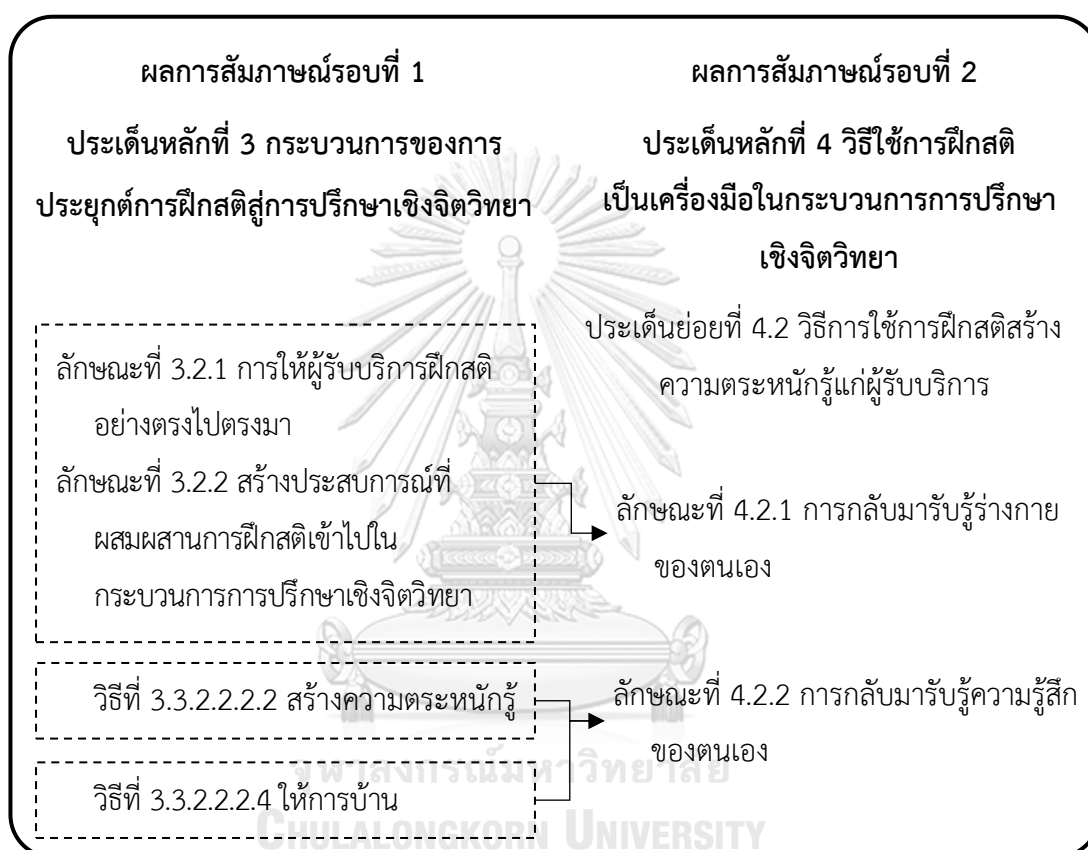 ผลการสัมภาษณ์รอบที่ 1
ประเด็นหลักที่ 3 กระบวนการของการ
ประยุกต์การฝึกสติสู่การปรึกษาเชิงจิตวิทยา
ลักษณะที่ 3.2.1 การให้ผู้รับบริการฝึกสติ
อย่างตรงไปตรงมา
ลักษณะที่ 3.2.2 สร้างประสบการณ์ที่
ผสมผสานการฝึกสติเข้าไปใน
กระบวนการการปรึกษาเชิงจิตวิทยา
วิธีที่ 3.3.2.2.2.2 สร้างความตระหนักรู้
วิธีที่ 3.3.2.2.2.4 ให้การบ้าน
ผลการสัมภาษณ์รอบที่ 2
ประเด็นหลักที่ 4 วิธีใช้การฝึกสติ
เป็นเครื่องมือในกระบวนการการปรึกษา
เชิงจิตวิทยา
ประเด็นย่อยที่ 4.2 วิธีการใช้การฝึกสติสร้าง
ความตระหนักรู้แก่ผู้รับบริการ
ลักษณะที่ 4.2.1 การกลับมารับรู้ร่างกาย
ของตนเอง
ลักษณะที่ 4.2.2 การกลับมารับรู้ความรู้สึก
ของตนเอง
จุฬาลงกรณ์มหาวิทยาลัย
CHULALONGKORN UNIVERSITY